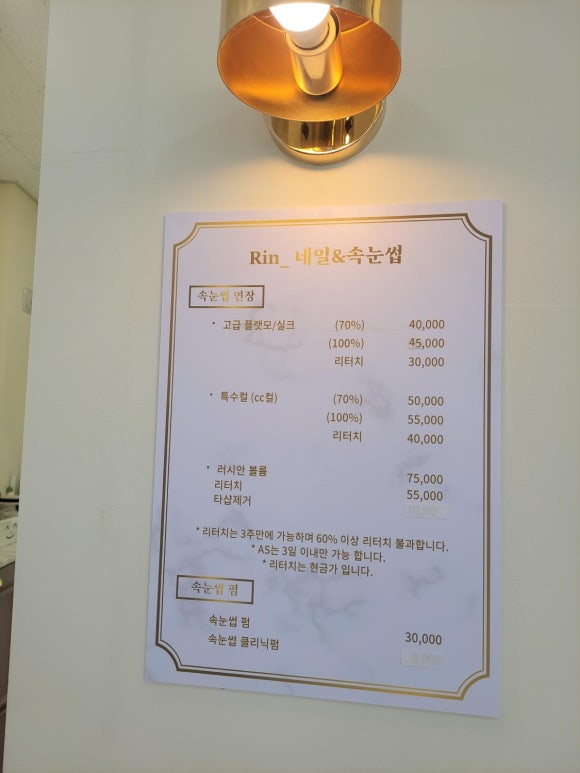 Rin_ 네일&속눈썹
속눈썹 연장
· 고급 플랫모/실크 (70%) 40,000
(100%) 45,000
리터치 30,000
· 특수컬 (cc컬) (70%) 50,000
(100%) 55,000
리터치 40,000
· 러시안 볼륨 75,000
리터치 55,000
타샵제거
* 리터치는 3주만에 가능하며 60% 이상 리터치 불과합니다.
* AS는 3일 이내만 가능 합니다.
* 리터치는 현금가 입니다.
속눈썹 펌
속눈썹 펌 30,000
속눈썹 클리닉펌